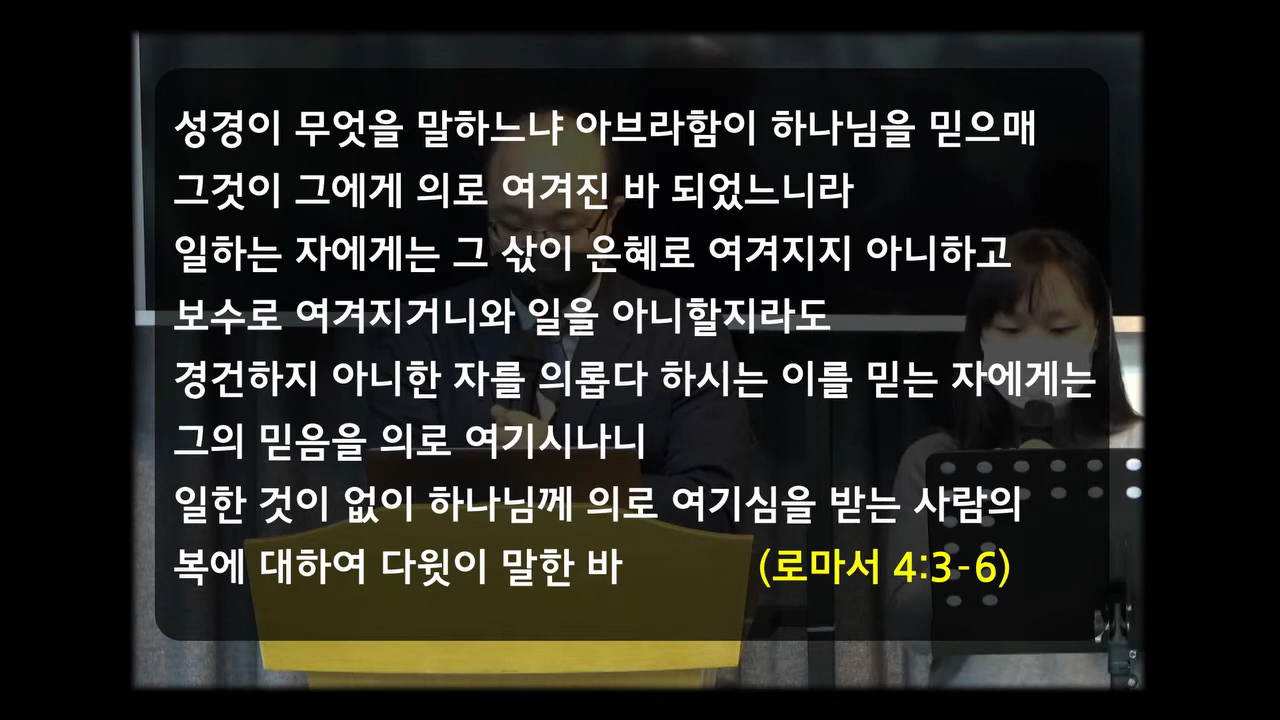 성경이 무엇을 말하느냐 아브라함이 하나님을 믿으매
그것이 그에게 의로 여겨진 바 되었느니라
일하는 자에게는 그 삯이 은혜로 여겨지지 아니하고
보수로 여겨지거니와 일을 아니할지라도
경건하지 아니한 자를 의롭다 하시는 이를 믿는 자에게는
그의 믿음을 의로 여기시나니
일한 것이 없이 하나님께 의로 여기심을 받는 사람의
복에 대하여 다윗이 말한 바 (로마서 4:3-6)